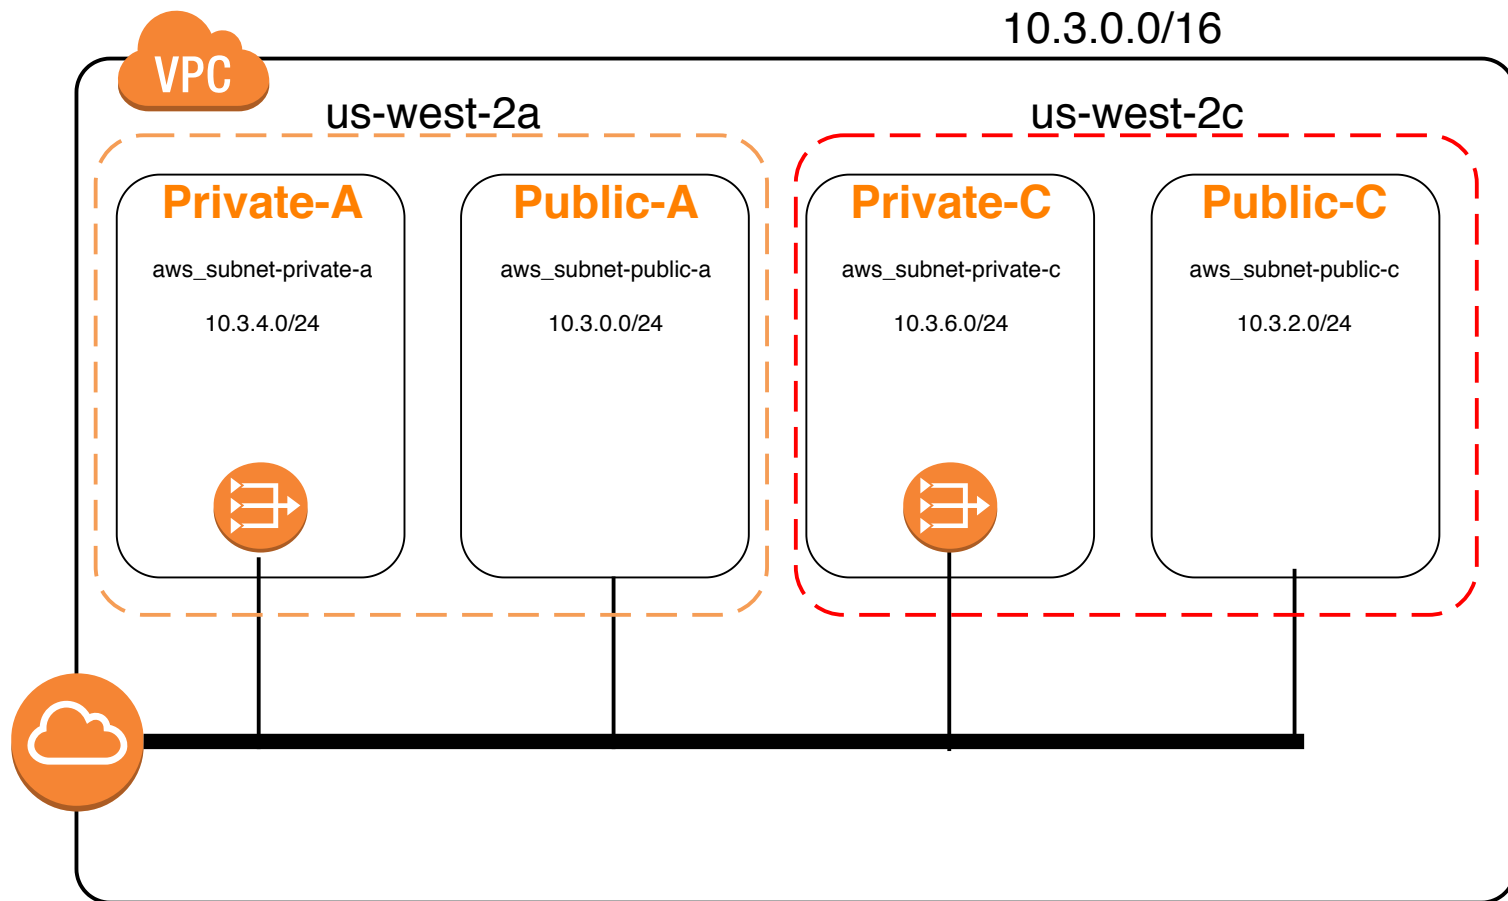 10.3.0.0/16
VPC
us-west-2a
us-west-2c
Private-A
aws_subnet-private-a
10.3.4.0/24
Public-A
aws_subnet-public-a
10.3.0.0/24
Private-C
aws_subnet-private-c
10.3.6.0/24
Public-C
aws_subnet-public-c
10.3.2.0/24